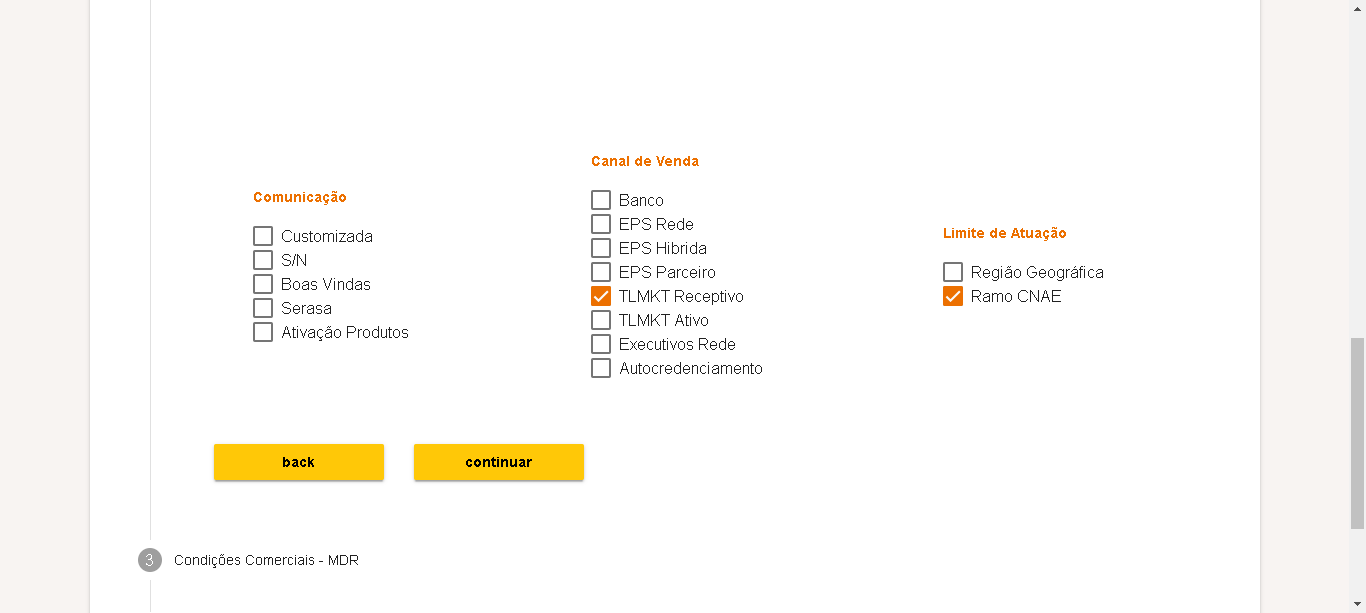 Comunicação
Customizada
S/N
Boas Vindas
Serasa
Ativação Produtos
Canal de Venda
Banco
EPS Rede
EPS Hibrida
EPS Parceiro
TLMKT Receptivo
TLMKT Ativo
Executivos Rede
Autocredenciamento
Limite de Atuação
Região Geográfica
Ramo CNAE
back
continuar
3 Condições Comerciais - MDR